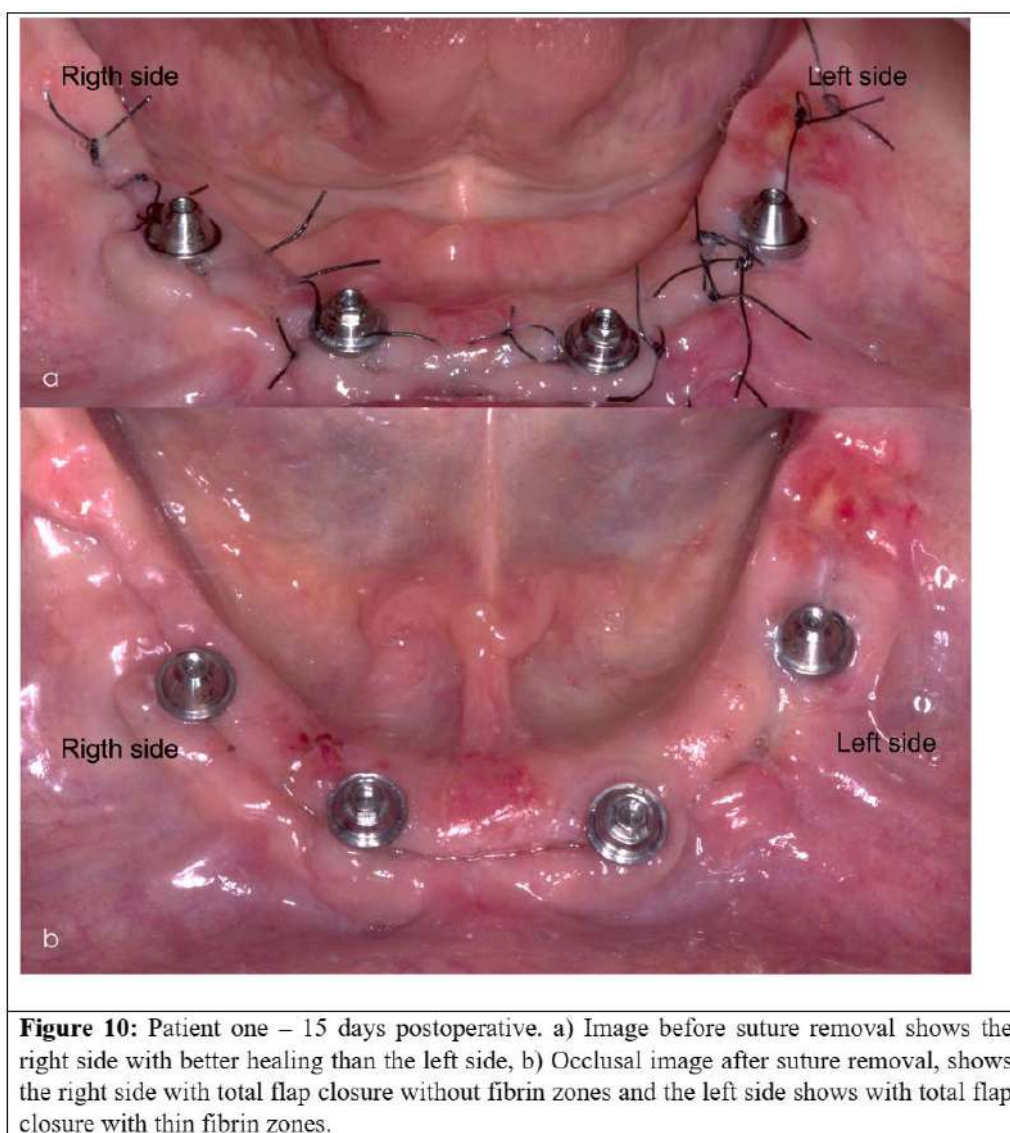 Rigth side
Left side
a
Rigth side
Left side
b
Figure 10: Patient one – 15 days postoperative. a) Image before suture removal shows the
right side with better healing than the left side, b) Occlusal image after suture removal, shows
the right side with total flap closure without fibrin zones and the left side shows with total flap
closure with thin fibrin zones.